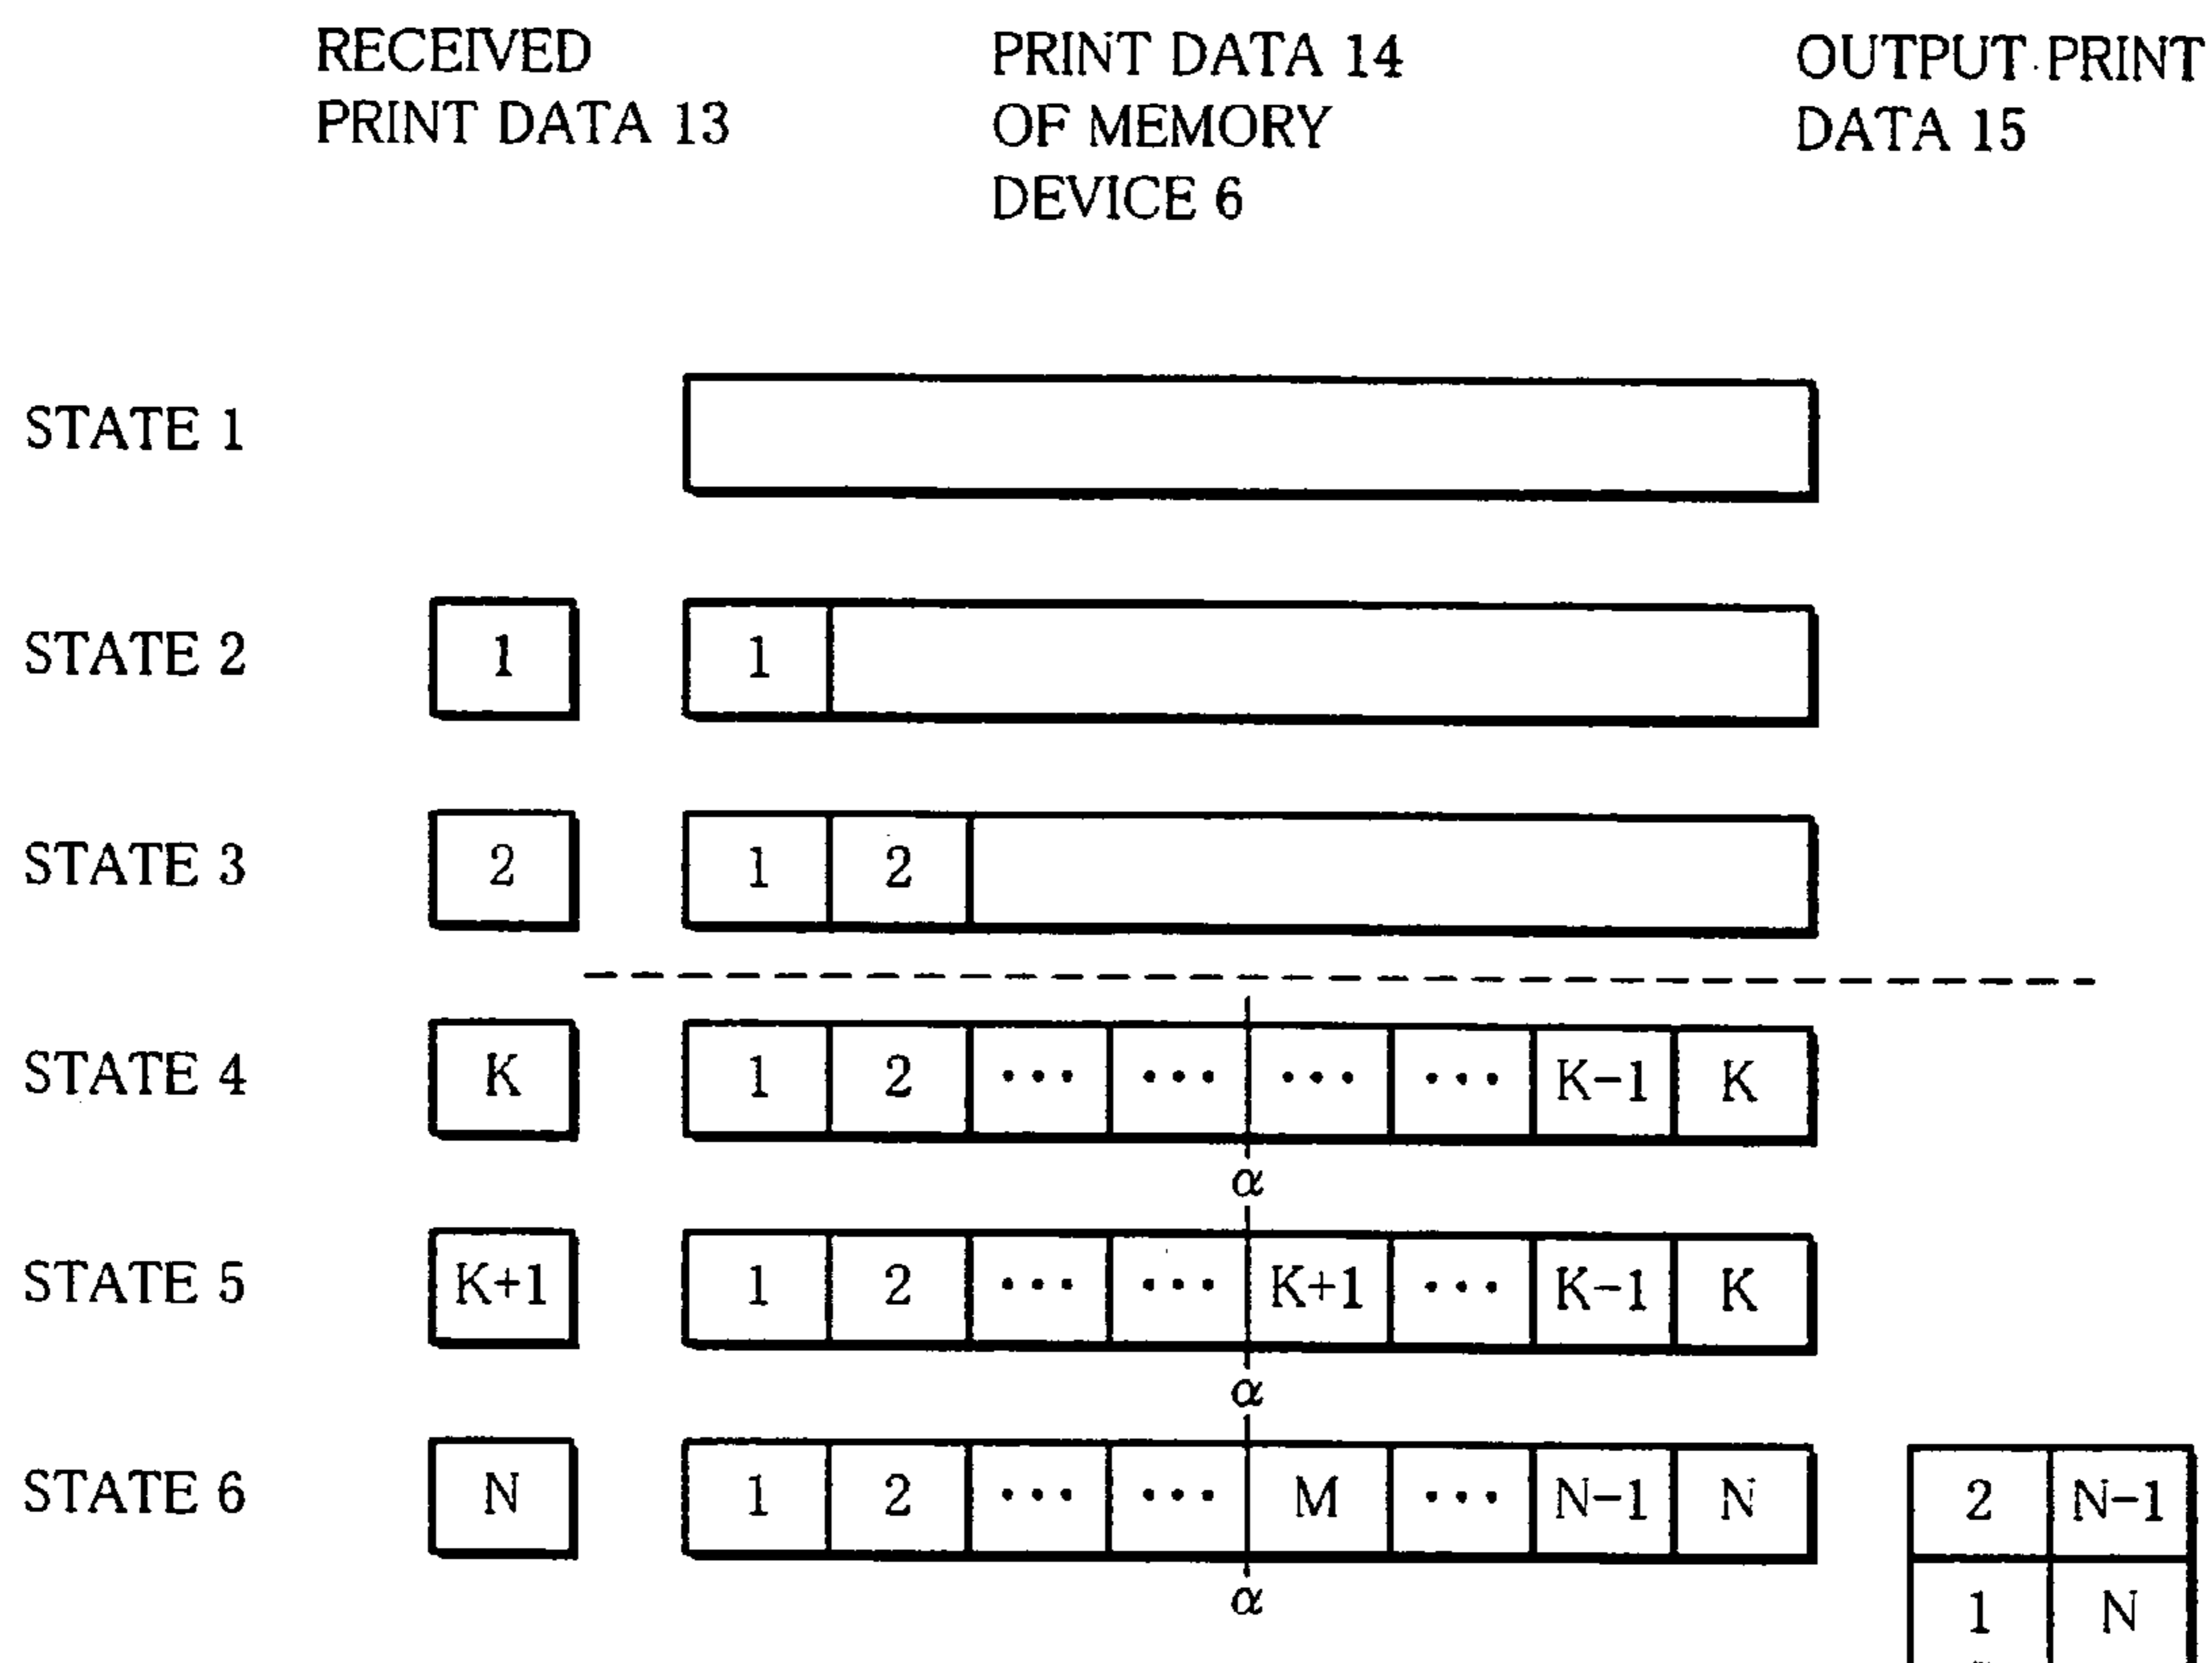 RECEIVED
PRINT DATA 13
PRINT DATA 14
OF MEMORY
DEVICE 6
OUTPUT PRINT
DATA 15
STATE 1
STATE 2 1 1
STATE 3 2 1 2
STATE 4 K 1 2 ... ... ... ... K-1 K
α
STATE 5 K+1 1 2 ... ... K+1 ... K-1 K
α
STATE 6 N 1 2 ... ... M ... N-1 N 2 N-1
α
1 N